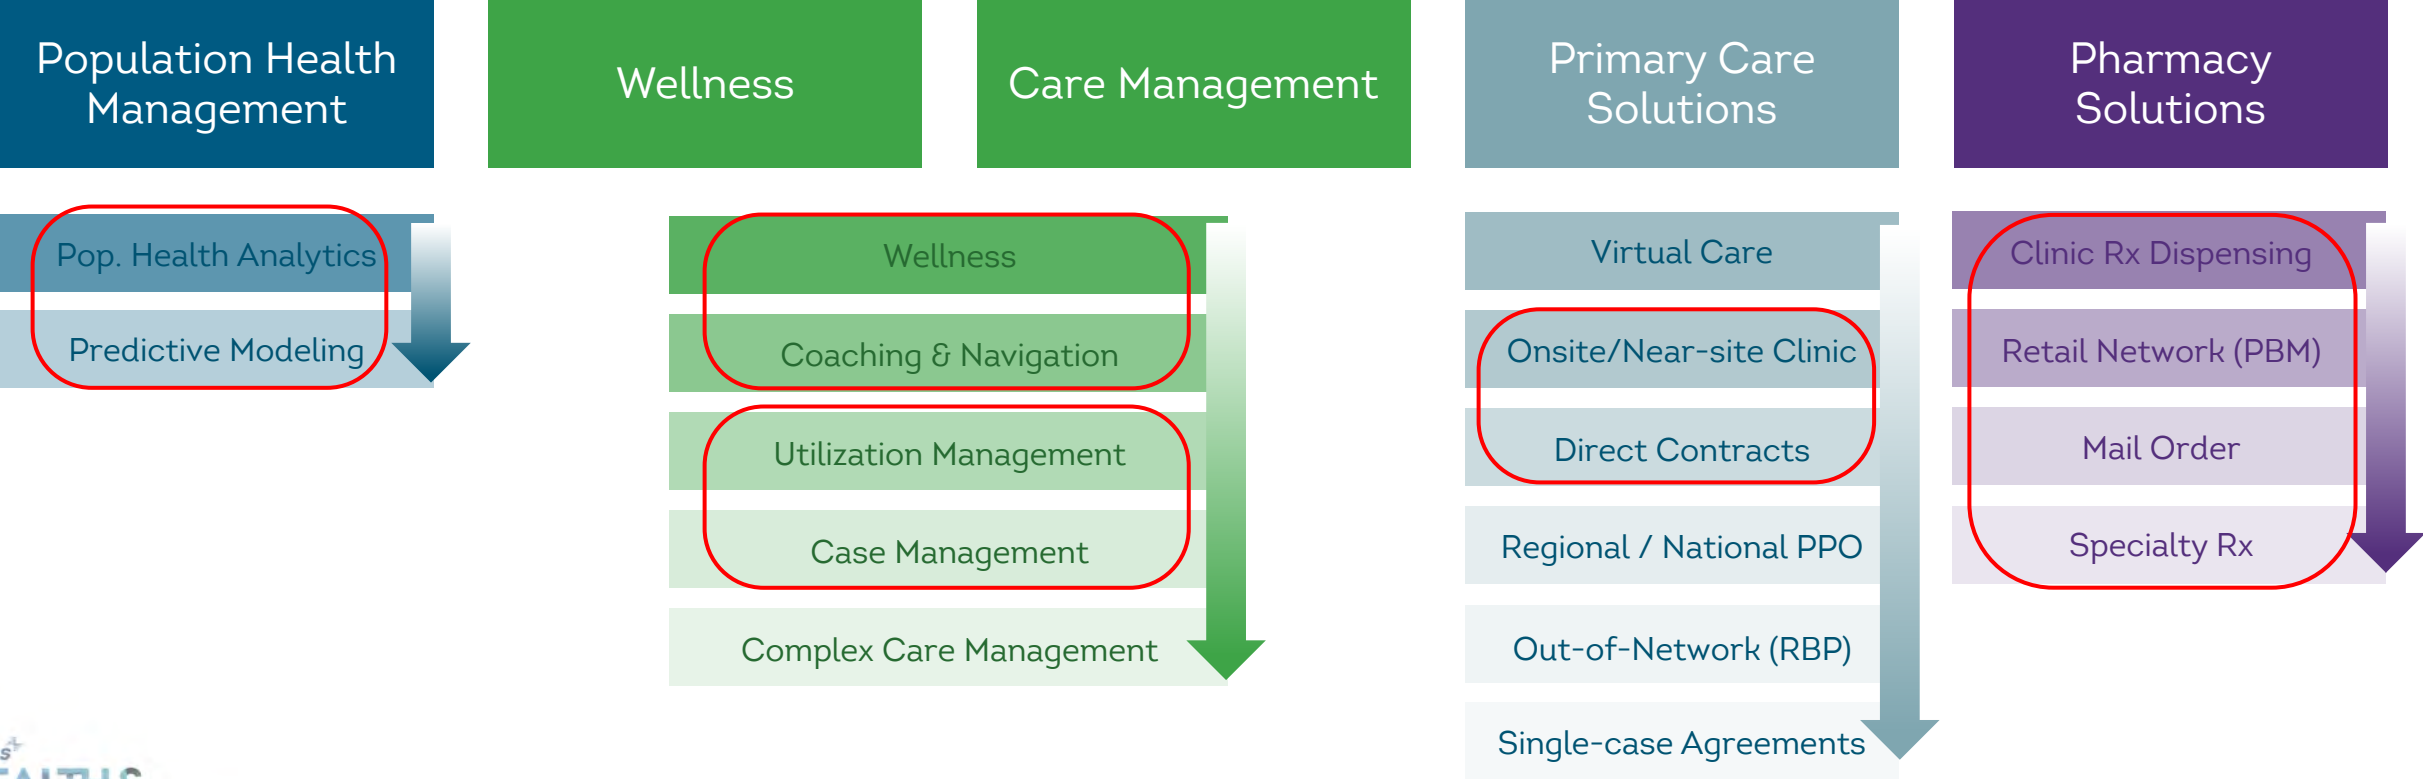 Population Health
Management
Wellness
Care Management
Primary Care
Solutions
Pharmacy
Solutions
Pop. Health Analytics
Predictive Modeling
Wellness
Coaching & Navigation
Utilization Management
Case Management
Complex Care Management
Virtual Care
Onsite/Near-site Clinic
Direct Contracts
Regional / National PPO
Out-of-Network (RBP)
Single-case Agreements
Clinic Rx Dispensing
Retail Network (PBM)
Mail Order
Specialty Rx